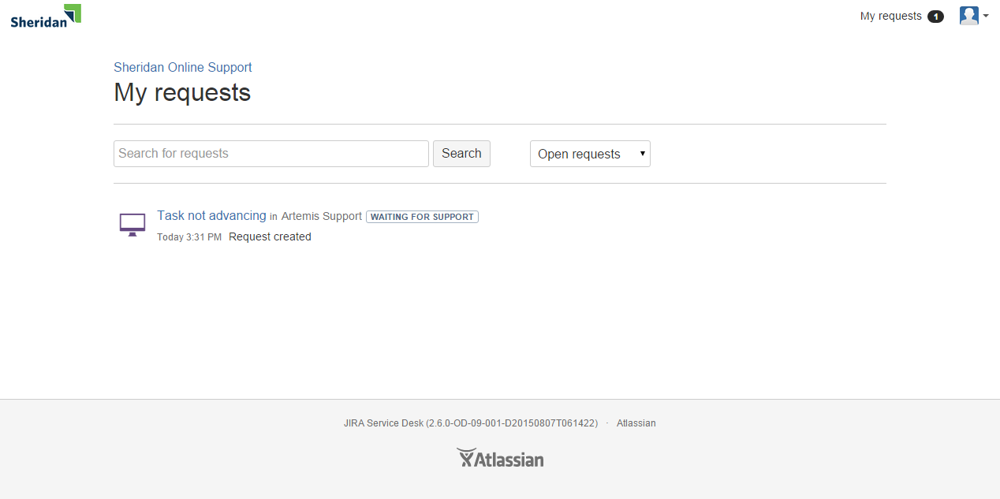 Sheridan
My requests 1
Sheridan Online Support
My requests
Search for requests Search Open requests
Task not advancing in Artemis Support WAITING FOR SUPPORT
Today 3:31 PM Request created
JIRA Service Desk (2.6.0-OD-09-001-D20150807T061422) · Atlassian
Atlassian